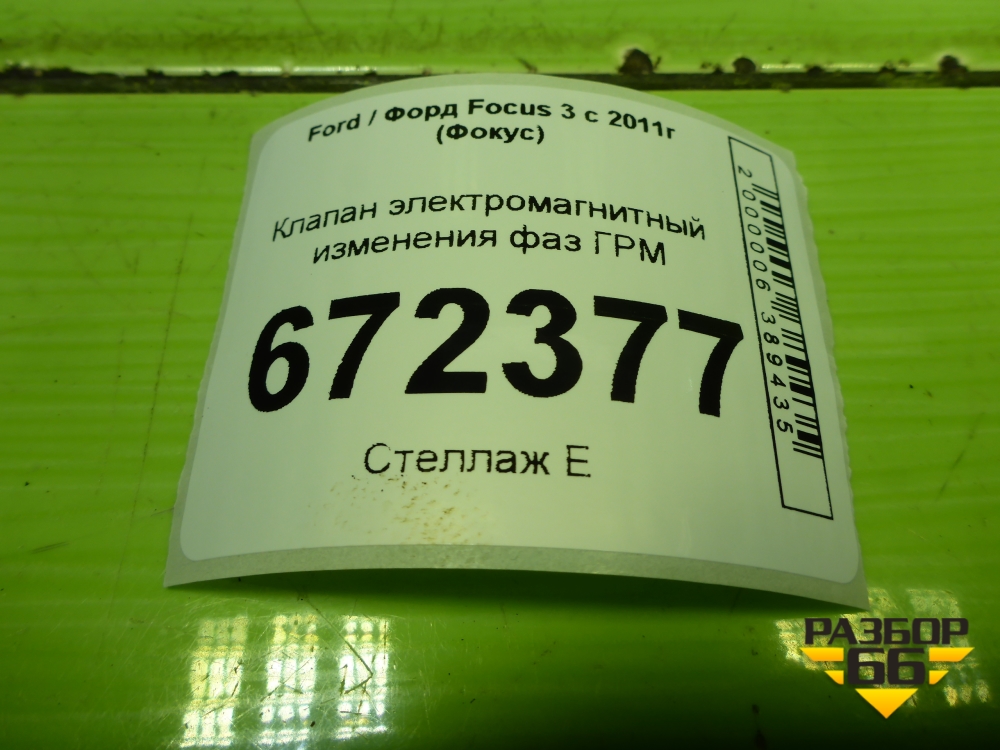 Ford / Форд Focus 3 с 2011г
(Фокус)
Клапан электромагнитный
изменения фаз ГРМ
672377
Стеллаж Е
2000006389435
РАЗБОР
66